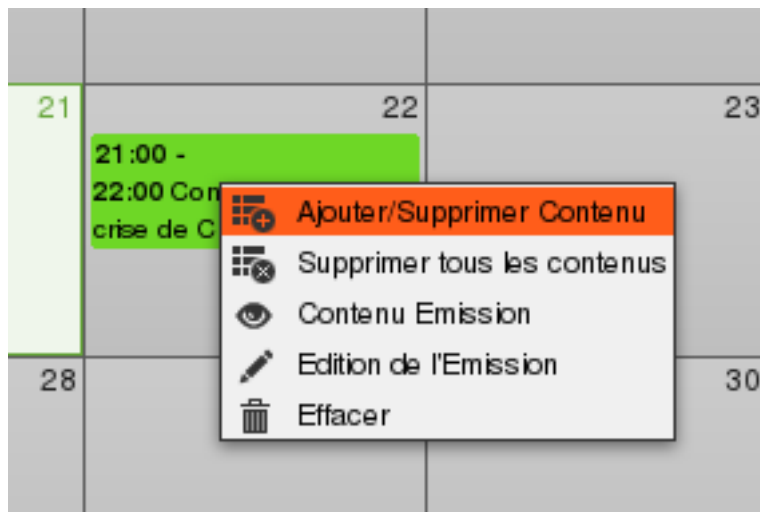 21
22
23
21:00 -
22:00 Con
crise de C
Ajouter/Supprimer Contenu
Supprimer tous les contenus
Contenu Emission
Edition de l'Emission
Effacer
28
30